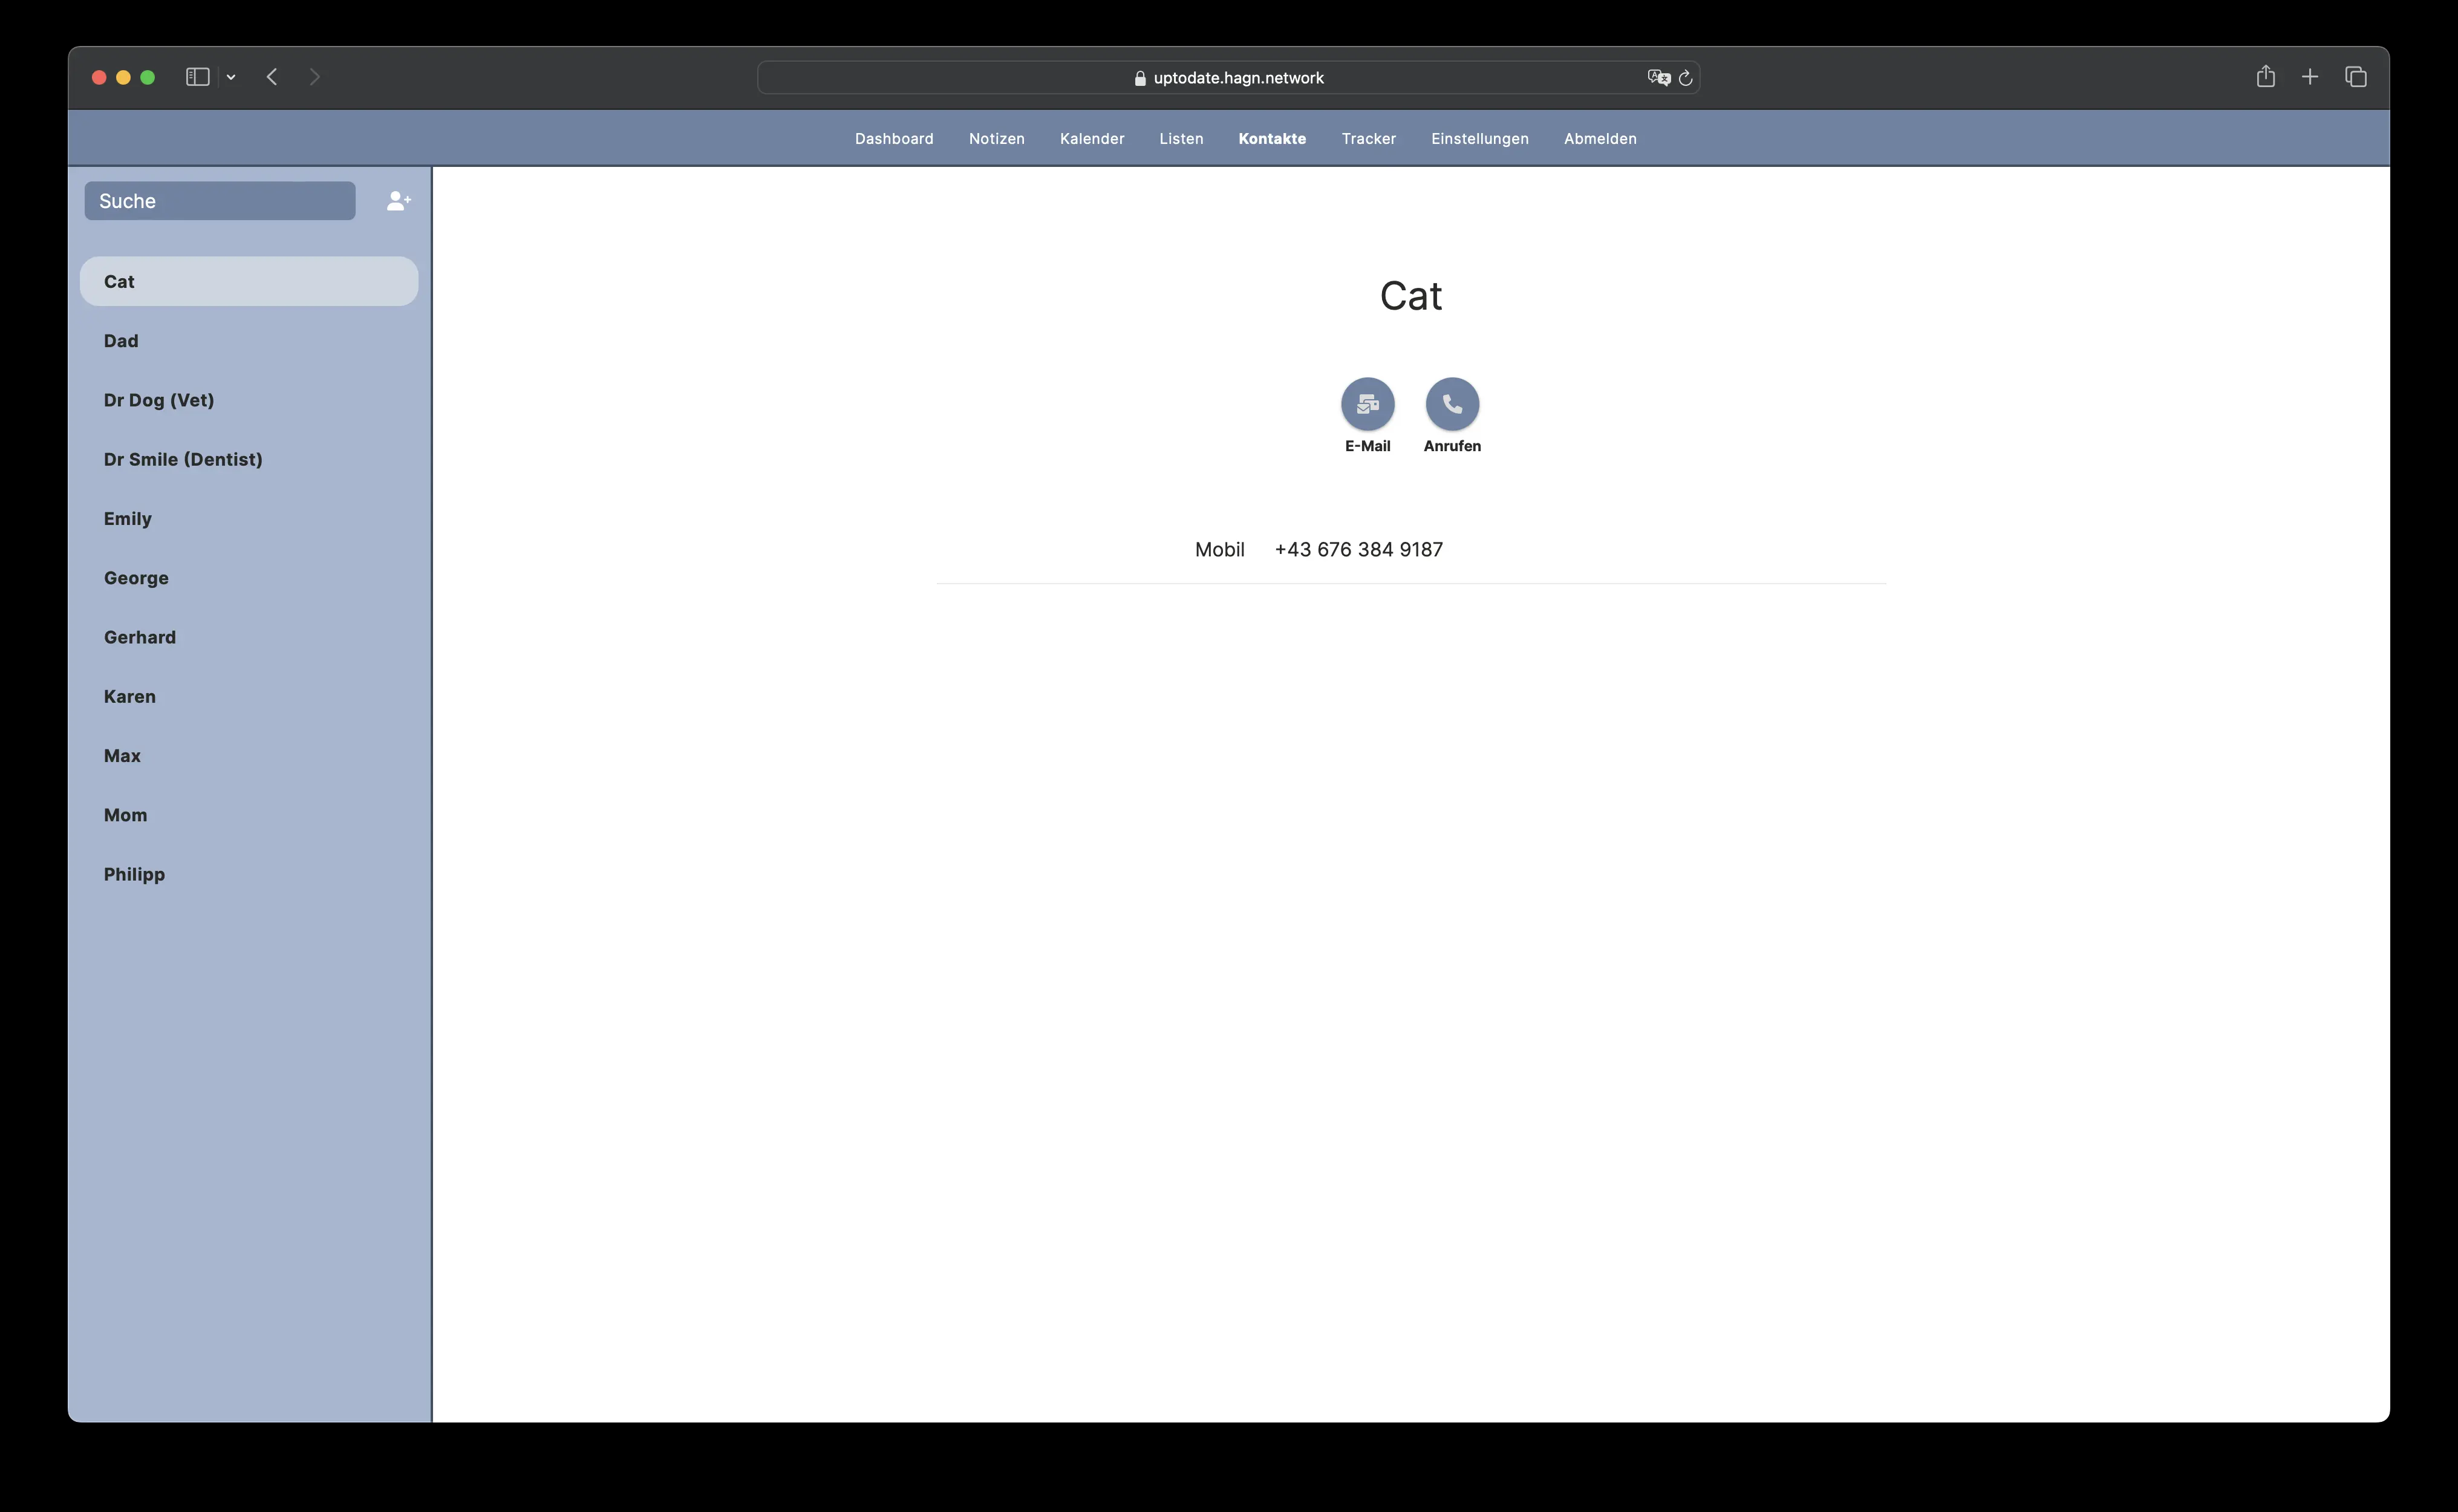 uptodate.hagn.network
Dashboard Notizen Kalender Listen Kontakte Tracker Einstellungen Abmelden
Suche
Cat
Dad
Dr Dog (Vet)
Dr Smile (Dentist)
Emily
George
Gerhard
Karen
Max
Mom
Philipp
Cat
E-Mail Anrufen
Mobil +43 676 384 9187